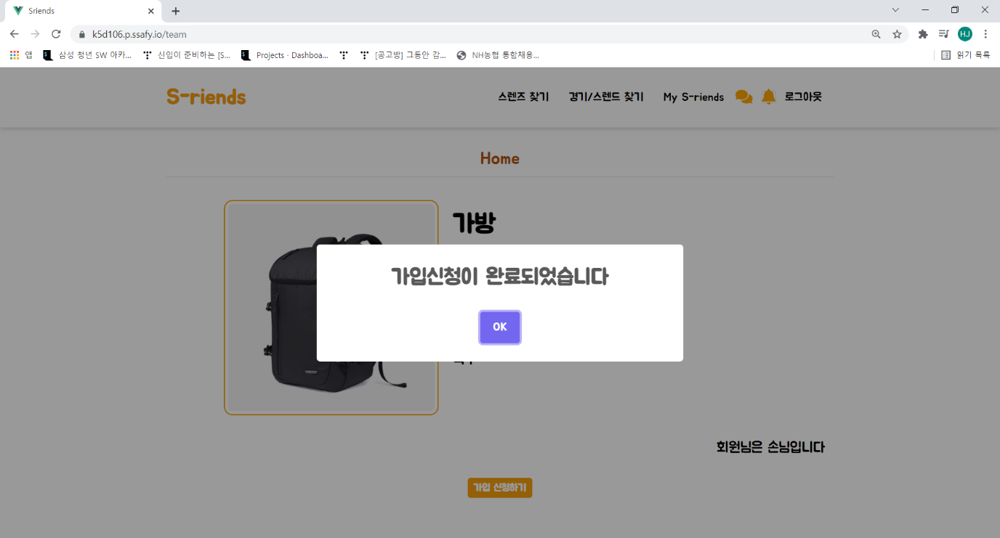 Sriends
k5d106.p.ssafy.io/team
HJ
앱 삼성 청년 SW 아카... 신입이 준비하는 [S... Projects · Dashboa... [공고방] 그동안 감... NH농협 통합채용... 읽기 목록
S-riends 스렌즈 찾기 경기/스렌드 찾기 My S-riends 로그아웃
Home
가방
가입신청이 완료되었습니다
OK
회원님은 손님입니다
가입 신청하기